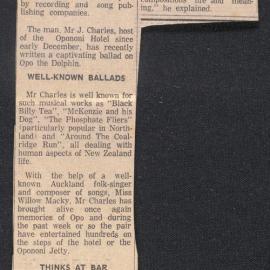 by recording and song pub-
lishing companies.
The man, Mr J. Charles, host
of the Opononi Hotel since
early December, has recently
written a captivating ballad on
Opo the Dolphin.
WELL-KNOWN BALLADS
Mr Charles is well known for
such musical works as "Black
Billy Tea", "McKenzie and his
Dog", "The Phosphate Fliers"
(particularly popular in North-
land) and "Around The Coal-
ridge Run", all dealing with
human aspects of New Zealand
life.
With the help of a well-
known Auckland folk-singer
and composer of songs, Miss
Willow Macky, Mr Charles has
brought alive once again
memories of Opo and during
the past week or so the pair
have entertained hundreds on
the steps of the hotel or the
Opononi Jetty.
THINKS AT BAR
compositions life and mean-
ing," he explained.